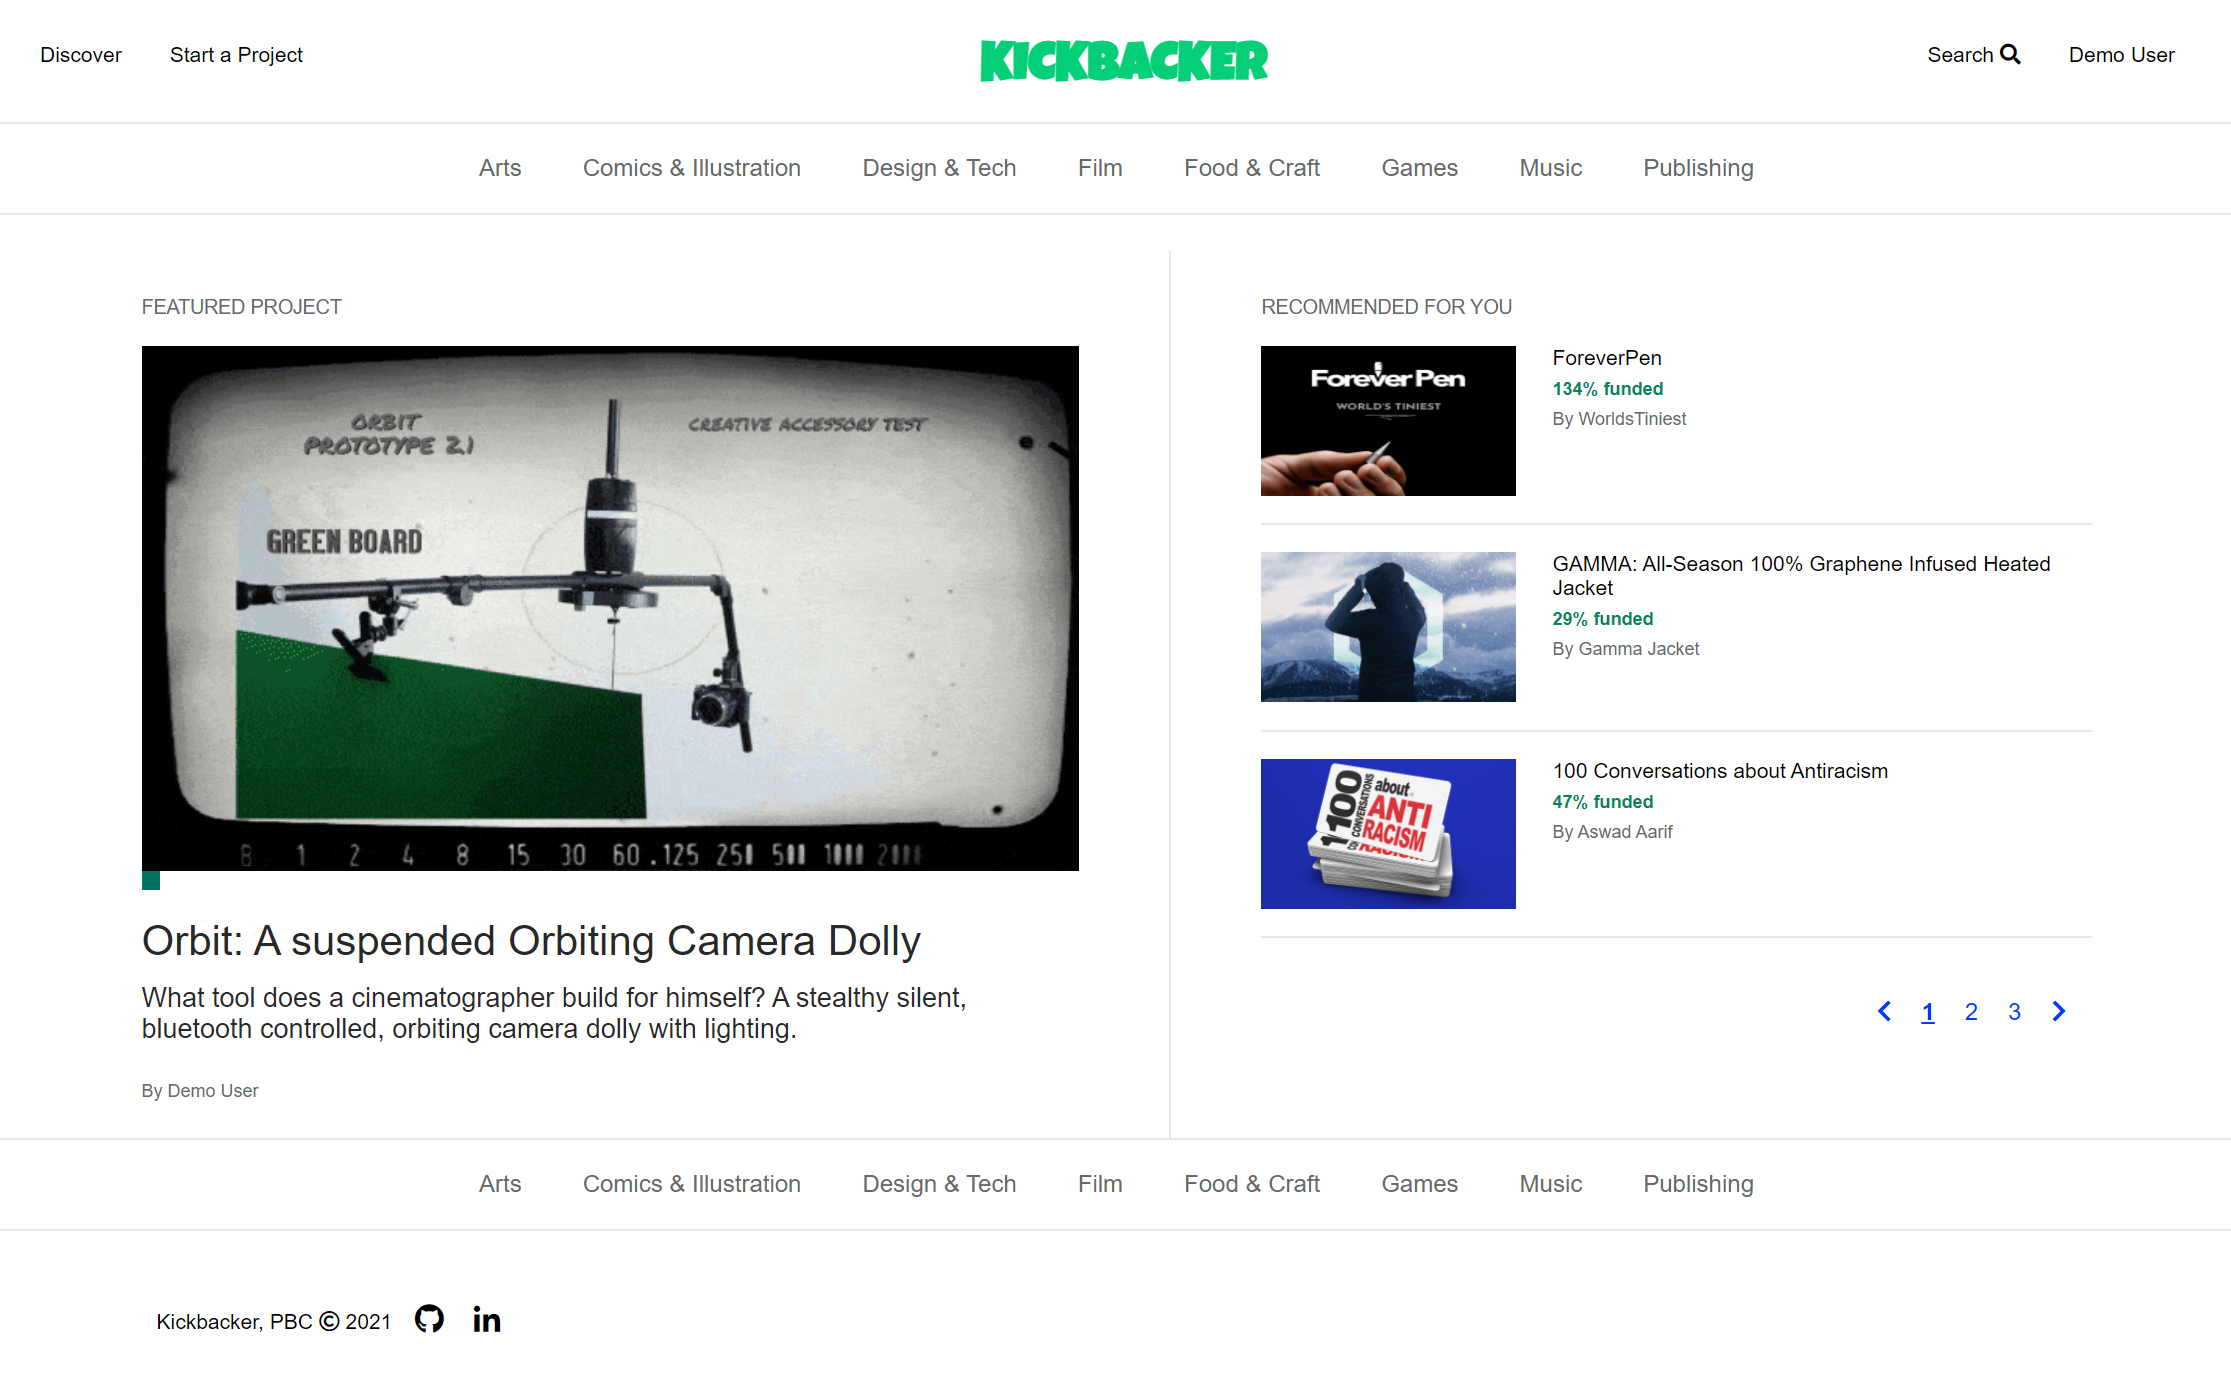 Discover
Start a Project
KICKBACKER
Search
Demo User
Arts
Comics & Illustration
Design & Tech
Film
Food & Craft
Games
Music
Publishing
FEATURED PROJECT
ORBIT
PROTOTYPE 2.1
CREATIVE ACCESSORY TEST
GREEN BOARD
B 1 2 4 8 15 30 60 .125 250 500 1000 2000
Orbit: A suspended Orbiting Camera Dolly
What tool does a cinematographer build for himself? A stealthy silent,
bluetooth controlled, orbiting camera dolly with lighting.
By Demo User
RECOMMENDED FOR YOU
Forever Pen
WORLD'S TINIEST
ForeverPen
134% funded
By WorldsTiniest
GAMMA: All-Season 100% Graphene Infused Heated
Jacket
29% funded
By Gamma Jacket
100
CONVERSATIONS
about
ANTI
RACISM
100 Conversations about Antiracism
47% funded
By Aswad Aarif
1
2
3
Arts
Comics & Illustration
Design & Tech
Film
Food & Craft
Games
Music
Publishing
Kickbacker, PBC © 2021
in